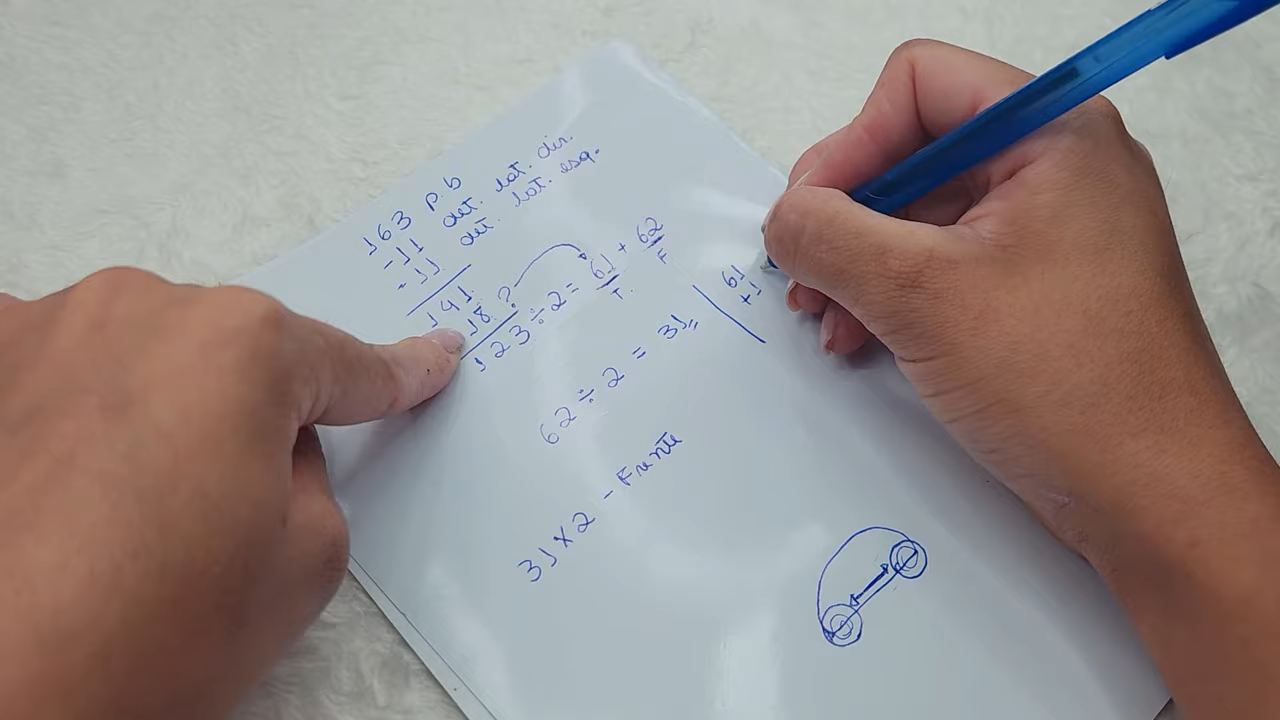 163 p.b
-11 aut. lat. dir.
-11 aut. lat. esq.
141
18 ?
123 ÷ 2 = 61 + 62
T. F
62 ÷ 2 = 31
31 x 2 - Frente
61
+1